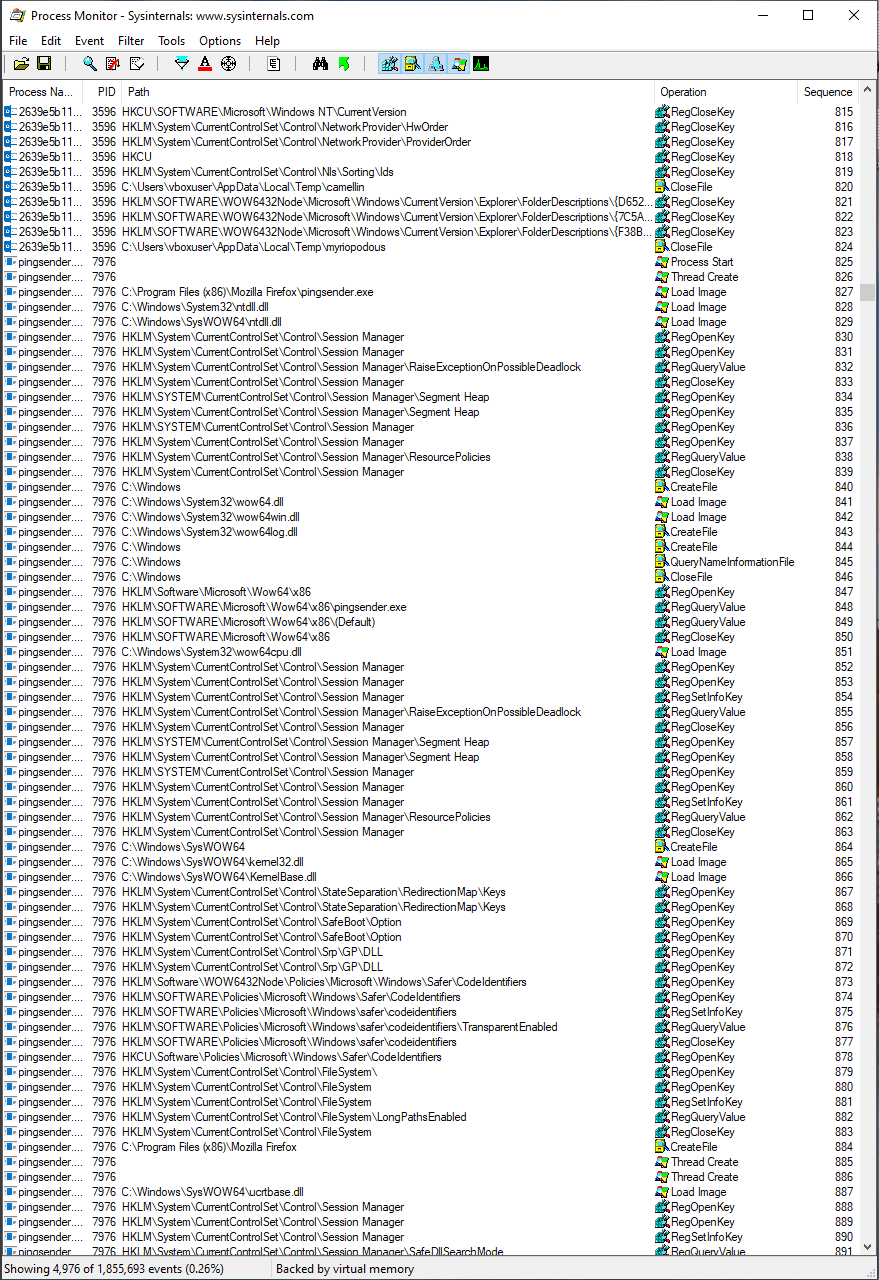 Process Monitor - Sysinternals: www.sysinternals.com
File Edit Event Filter Tools Options Help
Process Na... PID Path Operation Sequence
2639e5b11... 3596 HKCU\SOFTWARE\Microsoft\Windows NT\CurrentVersion RegCloseKey 815
2639e5b11... 3596 HKLM\System\CurrentControlSet\Control\NetworkProvider\HwOrder RegCloseKey 816
2639e5b11... 3596 HKLM\System\CurrentControlSet\Control\NetworkProvider\ProviderOrder RegCloseKey 817
2639e5b11... 3596 HKCU RegCloseKey 818
2639e5b11... 3596 HKLM\System\CurrentControlSet\Control\Nls\Sorting\Ids RegCloseKey 819
2639e5b11... 3596 C:\Users\vboxuser\AppData\Local\Temp\camellin CloseFile 820
2639e5b11... 3596 HKLM\SOFTWARE\WOW6432Node\Microsoft\Windows\CurrentVersion\Explorer\FolderDescriptions\{D652... RegCloseKey 821
2639e5b11... 3596 HKLM\SOFTWARE\WOW6432Node\Microsoft\Windows\CurrentVersion\Explorer\FolderDescriptions\{7C5A... RegCloseKey 822
2639e5b11... 3596 HKLM\SOFTWARE\WOW6432Node\Microsoft\Windows\CurrentVersion\Explorer\FolderDescriptions\{F38B... RegCloseKey 823
2639e5b11... 3596 C:\Users\vboxuser\AppData\Local\Temp\myriopodous CloseFile 824
pingsender.... 7976 Process Start 825
pingsender.... 7976 Thread Create 826
pingsender.... 7976 C:\Program Files (x86)\Mozilla Firefox\pingsender.exe Load Image 827
pingsender.... 7976 C:\Windows\System32\ntdll.dll Load Image 828
pingsender.... 7976 C:\Windows\SysWOW64\ntdll.dll Load Image 829
pingsender.... 7976 HKLM\System\CurrentControlSet\Control\Session Manager RegOpenKey 830
pingsender.... 7976 HKLM\System\CurrentControlSet\Control\Session Manager RegOpenKey 831
pingsender.... 7976 HKLM\System\CurrentControlSet\Control\Session Manager\RaiseExceptionOnPossibleDeadlock RegQueryValue 832
pingsender.... 7976 HKLM\System\CurrentControlSet\Control\Session Manager RegCloseKey 833
pingsender.... 7976 HKLM\SYSTEM\CurrentControlSet\Control\Session Manager\Segment Heap RegOpenKey 834
pingsender.... 7976 HKLM\System\CurrentControlSet\Control\Session Manager\Segment Heap RegOpenKey 835
pingsender.... 7976 HKLM\SYSTEM\CurrentControlSet\Control\Session Manager RegOpenKey 836
pingsender.... 7976 HKLM\System\CurrentControlSet\Control\Session Manager RegOpenKey 837
pingsender.... 7976 HKLM\System\CurrentControlSet\Control\Session Manager\ResourcePolicies RegQueryValue 838
pingsender.... 7976 HKLM\System\CurrentControlSet\Control\Session Manager RegCloseKey 839
pingsender.... 7976 C:\Windows CreateFile 840
pingsender.... 7976 C:\Windows\System32\wow64.dll Load Image 841
pingsender.... 7976 C:\Windows\System32\wow64win.dll Load Image 842
pingsender.... 7976 C:\Windows\System32\wow64log.dll CreateFile 843
pingsender.... 7976 C:\Windows CreateFile 844
pingsender.... 7976 C:\Windows QueryNameInformationFile 845
pingsender.... 7976 C:\Windows CloseFile 846
pingsender.... 7976 HKLM\Software\Microsoft\Wow64\x86 RegOpenKey 847
pingsender.... 7976 HKLM\SOFTWARE\Microsoft\Wow64\x86\pingsender.exe RegQueryValue 848
pingsender.... 7976 HKLM\SOFTWARE\Microsoft\Wow64\x86\(Default) RegQueryValue 849
pingsender.... 7976 HKLM\SOFTWARE\Microsoft\Wow64\x86 RegCloseKey 850
pingsender.... 7976 C:\Windows\System32\wow64cpu.dll Load Image 851
pingsender.... 7976 HKLM\System\CurrentControlSet\Control\Session Manager RegOpenKey 852
pingsender.... 7976 HKLM\System\CurrentControlSet\Control\Session Manager RegOpenKey 853
pingsender.... 7976 HKLM\System\CurrentControlSet\Control\Session Manager RegSetInfoKey 854
pingsender.... 7976 HKLM\System\CurrentControlSet\Control\Session Manager\RaiseExceptionOnPossibleDeadlock RegQueryValue 855
pingsender.... 7976 HKLM\System\CurrentControlSet\Control\Session Manager RegCloseKey 856
pingsender.... 7976 HKLM\SYSTEM\CurrentControlSet\Control\Session Manager\Segment Heap RegOpenKey 857
pingsender.... 7976 HKLM\System\CurrentControlSet\Control\Session Manager\Segment Heap RegOpenKey 858
pingsender.... 7976 HKLM\SYSTEM\CurrentControlSet\Control\Session Manager RegOpenKey 859
pingsender.... 7976 HKLM\System\CurrentControlSet\Control\Session Manager RegOpenKey 860
pingsender.... 7976 HKLM\System\CurrentControlSet\Control\Session Manager RegSetInfoKey 861
pingsender.... 7976 HKLM\System\CurrentControlSet\Control\Session Manager\ResourcePolicies RegQueryValue 862
pingsender.... 7976 HKLM\System\CurrentControlSet\Control\Session Manager RegCloseKey 863
pingsender.... 7976 C:\Windows\SysWOW64 CreateFile 864
pingsender.... 7976 C:\Windows\SysWOW64\kernel32.dll Load Image 865
pingsender.... 7976 C:\Windows\SysWOW64\KernelBase.dll Load Image 866
pingsender.... 7976 HKLM\System\CurrentControlSet\Control\StateSeparation\RedirectionMap\Keys RegOpenKey 867
pingsender.... 7976 HKLM\System\CurrentControlSet\Control\StateSeparation\RedirectionMap\Keys RegOpenKey 868
pingsender.... 7976 HKLM\System\CurrentControlSet\Control\SafeBoot\Option RegOpenKey 869
pingsender.... 7976 HKLM\System\CurrentControlSet\Control\SafeBoot\Option RegOpenKey 870
pingsender.... 7976 HKLM\System\CurrentControlSet\Control\Srp\GP\DLL RegOpenKey 871
pingsender.... 7976 HKLM\System\CurrentControlSet\Control\Srp\GP\DLL RegOpenKey 872
pingsender.... 7976 HKLM\Software\WOW6432Node\Policies\Microsoft\Windows\Safer\CodeIdentifiers RegOpenKey 873
pingsender.... 7976 HKLM\SOFTWARE\Policies\Microsoft\Windows\Safer\CodeIdentifiers RegOpenKey 874
pingsender.... 7976 HKLM\SOFTWARE\Policies\Microsoft\Windows\safer\codeidentifiers RegSetInfoKey 875
pingsender.... 7976 HKLM\SOFTWARE\Policies\Microsoft\Windows\safer\codeidentifiers\TransparentEnabled RegQueryValue 876
pingsender.... 7976 HKLM\SOFTWARE\Policies\Microsoft\Windows\safer\codeidentifiers RegCloseKey 877
pingsender.... 7976 HKCU\Software\Policies\Microsoft\Windows\Safer\CodeIdentifiers RegOpenKey 878
pingsender.... 7976 HKLM\System\CurrentControlSet\Control\FileSystem\ RegOpenKey 879
pingsender.... 7976 HKLM\System\CurrentControlSet\Control\FileSystem RegOpenKey 880
pingsender.... 7976 HKLM\System\CurrentControlSet\Control\FileSystem RegSetInfoKey 881
pingsender.... 7976 HKLM\System\CurrentControlSet\Control\FileSystem\LongPathsEnabled RegQueryValue 882
pingsender.... 7976 HKLM\System\CurrentControlSet\Control\FileSystem RegCloseKey 883
pingsender.... 7976 C:\Program Files (x86)\Mozilla Firefox CreateFile 884
pingsender.... 7976 Thread Create 885
pingsender.... 7976 Thread Create 886
pingsender.... 7976 C:\Windows\SysWOW64\ucrtbase.dll Load Image 887
pingsender.... 7976 HKLM\System\CurrentControlSet\Control\Session Manager RegOpenKey 888
pingsender.... 7976 HKLM\System\CurrentControlSet\Control\Session Manager RegOpenKey 889
pingsender.... 7976 HKLM\System\CurrentControlSet\Control\Session Manager RegSetInfoKey 890
pingsender.... 7976 HKLM\System\CurrentControlSet\Control\Session Manager\SafeDllSearchMode RegQueryValue 891
Showing 4,976 of 1,855,693 events (0.26%) Backed by virtual memory